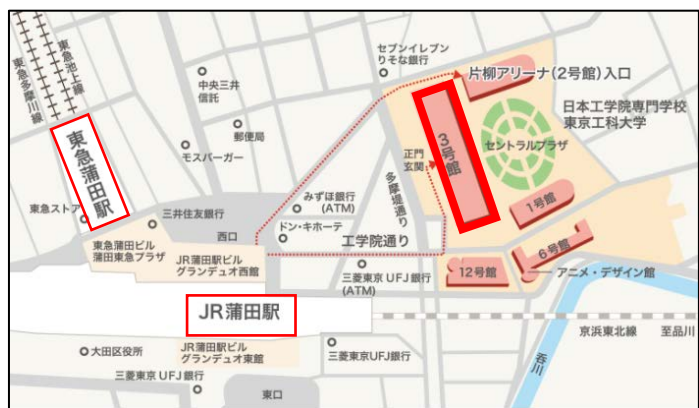 東急池上線
東急多摩川線
東急蒲田駅
東急ストア
中央三井
信託
郵便局
モスバーガー
三井住友銀行
東急蒲田ビル
蒲田東急プラザ
西口
JR蒲田駅ビル
グランデュオ西館
JR蒲田駅
大田区役所
JR蒲田駅ビル
グランデュオ東館
三菱東京UFJ銀行
三菱東京UFJ銀行
東口
セブンイレブン
りそな銀行
片柳アリーナ(2号館)入口
日本工学院専門学校
東京工科大学
3号館
正門
玄関
セントラルプラザ
多摩堤通り
みずほ銀行
(ATM)
ドン・キホーテ
工学院通り
三菱東京UFJ銀行
(ATM)
1号館
6号館
12号館
アニメ・デザイン館
京浜東北線
至品川
呑川